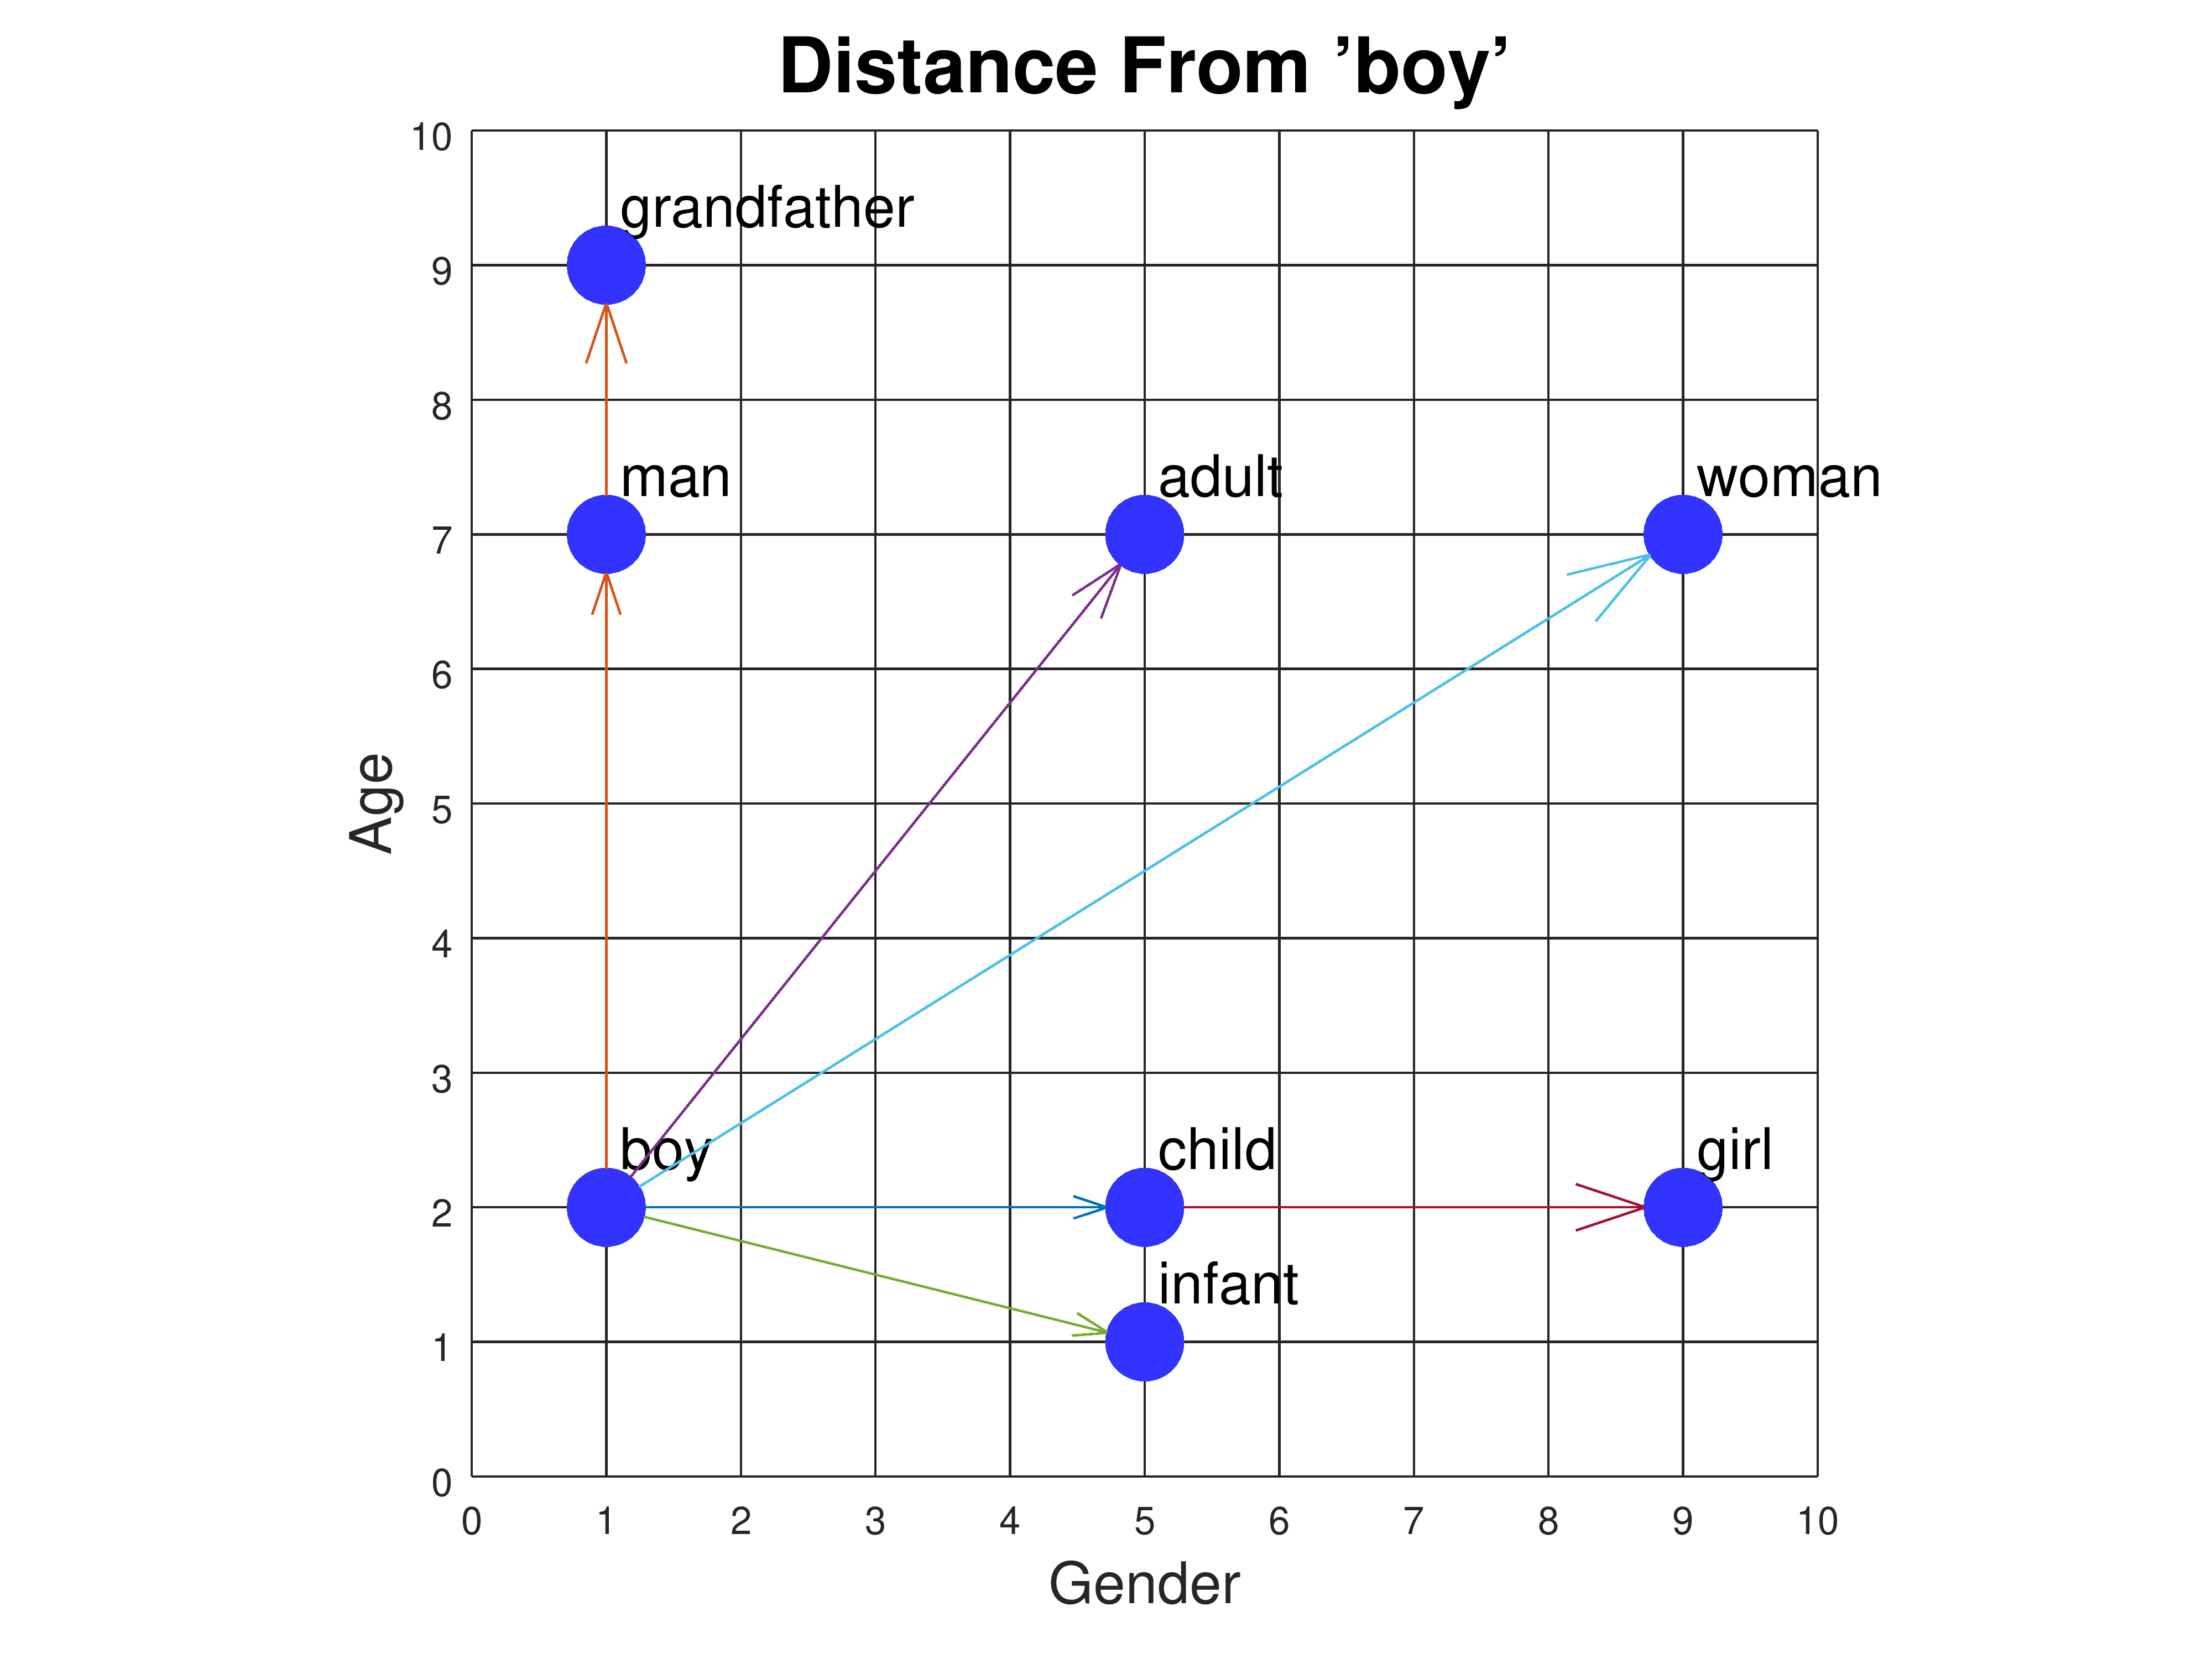 Distance From 'boy'
10
grandfather
9
8
man adult woman
7
6
Age
5
4
3
boy child girl
2
infant
1
0
0 1 2 3 4 5 6 7 8 9 10
Gender